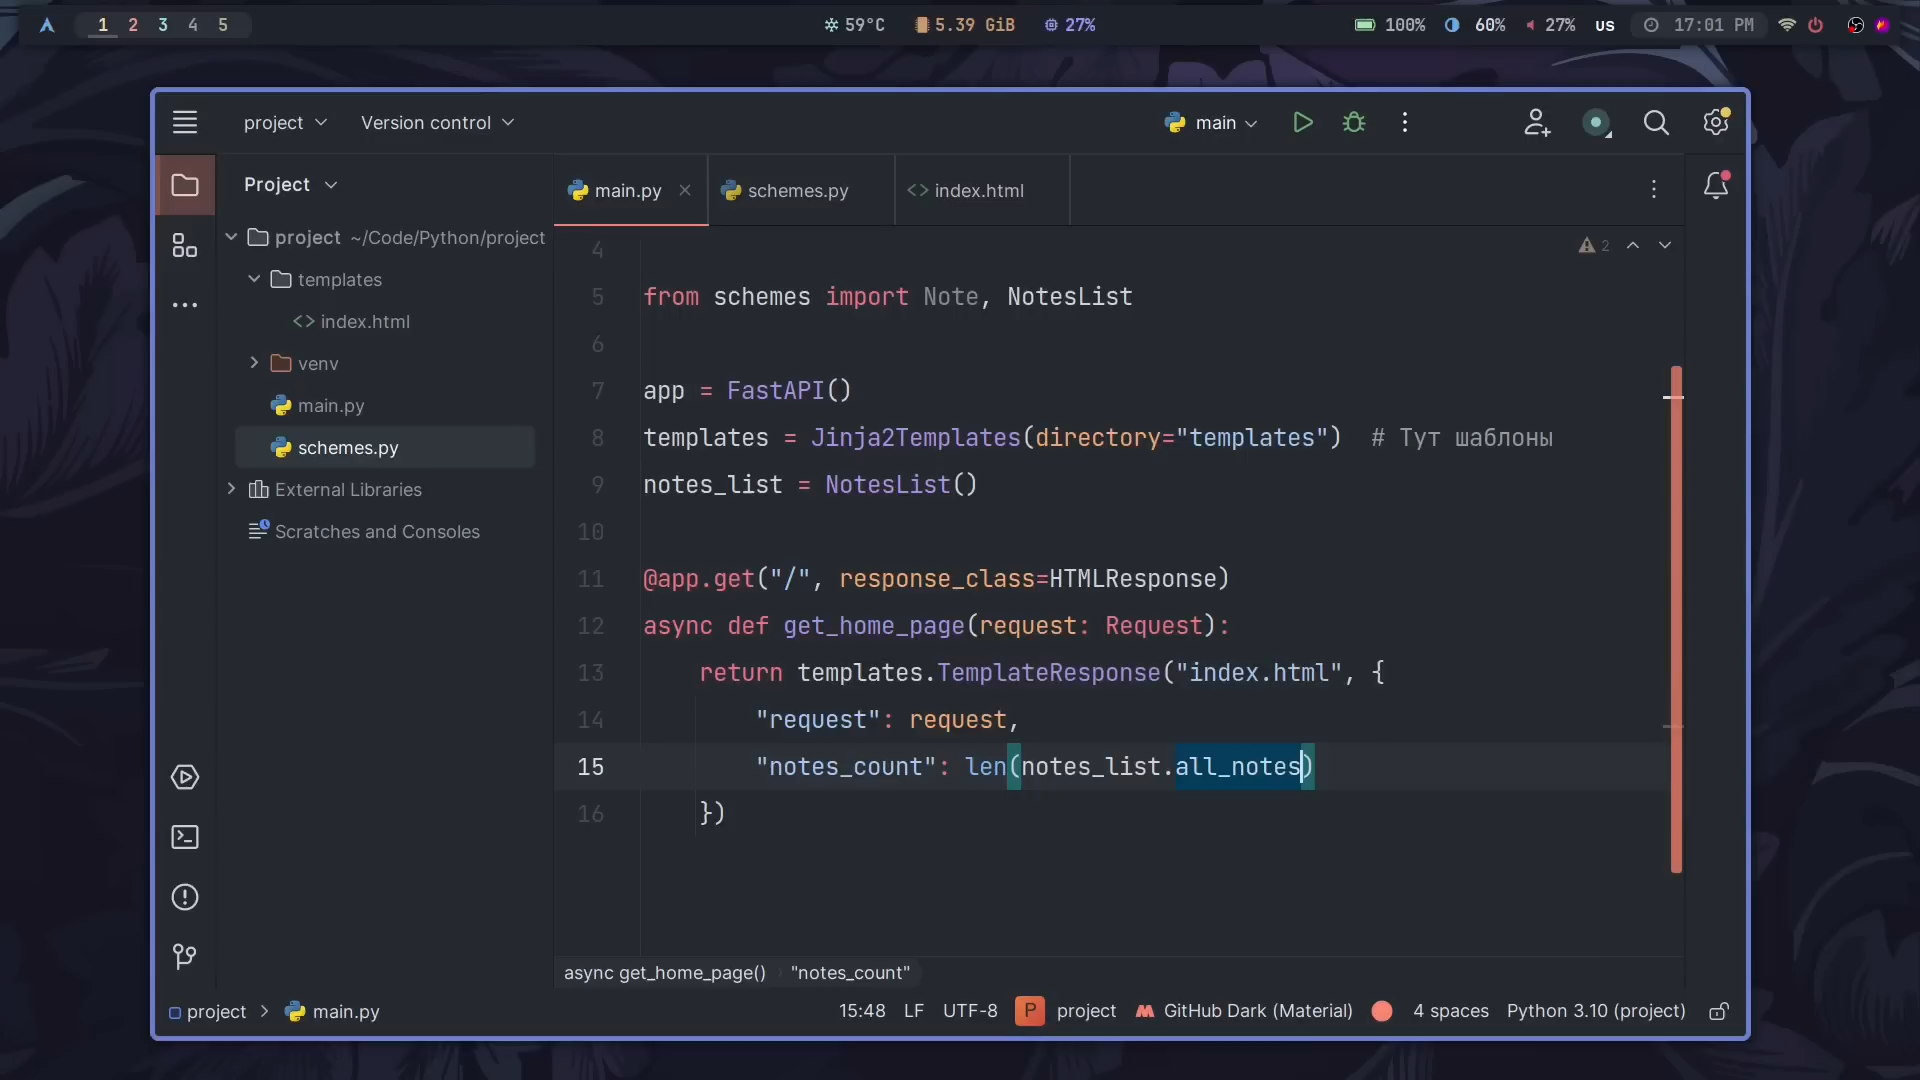 1 2 3 4 5
59°C 5.39 GiB 27%
100% 60% 27% us 17:01 PM
project Version control main
Project
main.py schemes.py index.html
project ~/Code/Python/project
templates
index.html
venv
main.py
schemes.py
External Libraries
Scratches and Consoles
2
4
5 from schemes import Note, NotesList
6
7 app = FastAPI()
8 templates = Jinja2Templates(directory="templates")  # Тут шаблоны
9 notes_list = NotesList()
10
11 @app.get("/", response_class=HTMLResponse)
12 async def get_home_page(request: Request):
13     return templates.TemplateResponse("index.html", {
14         "request": request,
15         "notes_count": len(notes_list.all_notes)
16     })
async get_home_page() "notes_count"
project main.py
15:48 LF UTF-8 P project GitHub Dark (Material) 4 spaces Python 3.10 (project)